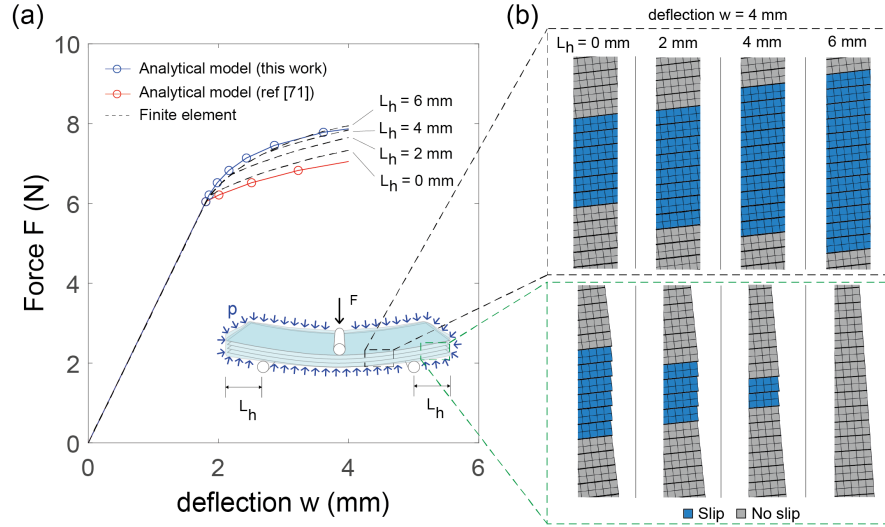 (a)
10
8
6
4
2
0
0
2
4
6
Force F (N)
deflection w (mm)
Analytical model (this work)
Analytical model (ref [71])
Finite element
L_h = 6 mm
L_h = 4 mm
L_h = 2 mm
L_h = 0 mm
p
F
L_h
L_h
(b)
deflection w = 4 mm
L_h = 0 mm
2 mm
4 mm
6 mm
Slip
No slip